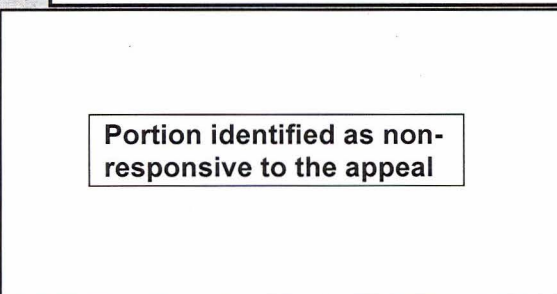 Portion identified as non-
responsive to the appeal